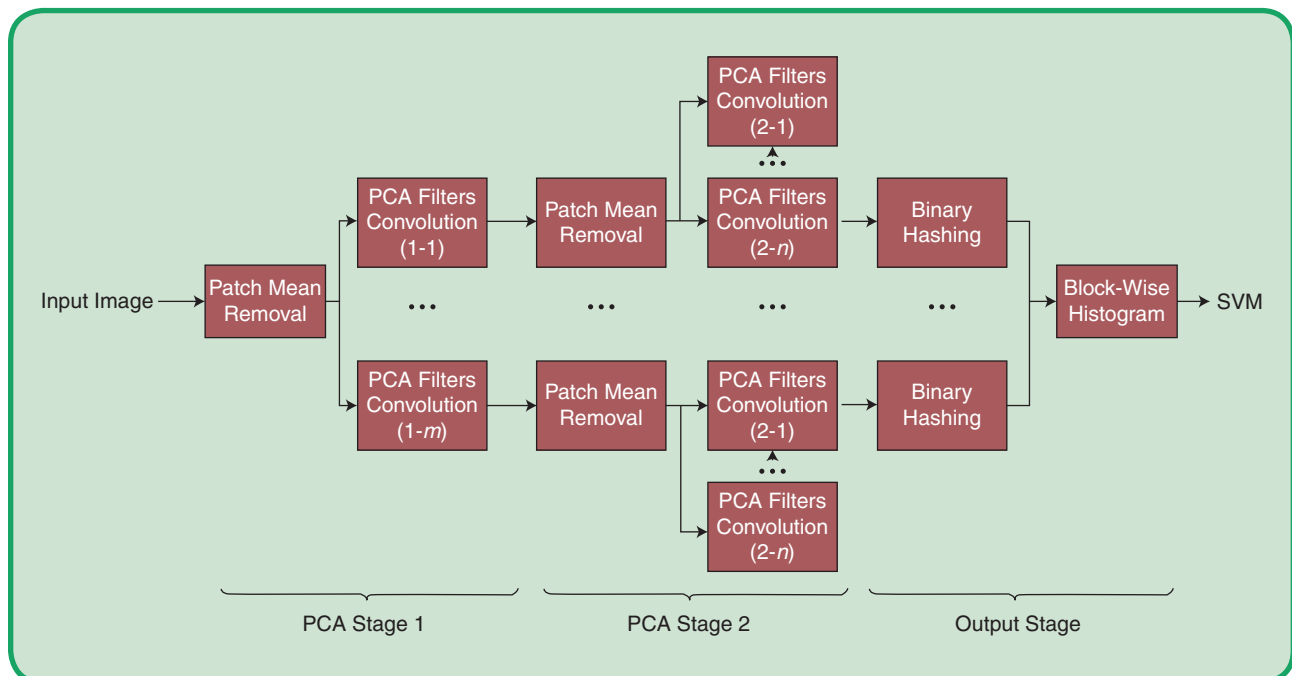 PCA Filters
Convolution
(2-1)
•••
PCA Filters
Convolution
(1-1)
Patch Mean
Removal
PCA Filters
Convolution
(2-n)
Binary
Hashing
Input Image
Patch Mean
Removal
•••
•••
•••
•••
Block-Wise
Histogram
SVM
PCA Filters
Convolution
(1-m)
Patch Mean
Removal
PCA Filters
Convolution
(2-1)
Binary
Hashing
•••
PCA Filters
Convolution
(2-n)
PCA Stage 1
PCA Stage 2
Output Stage